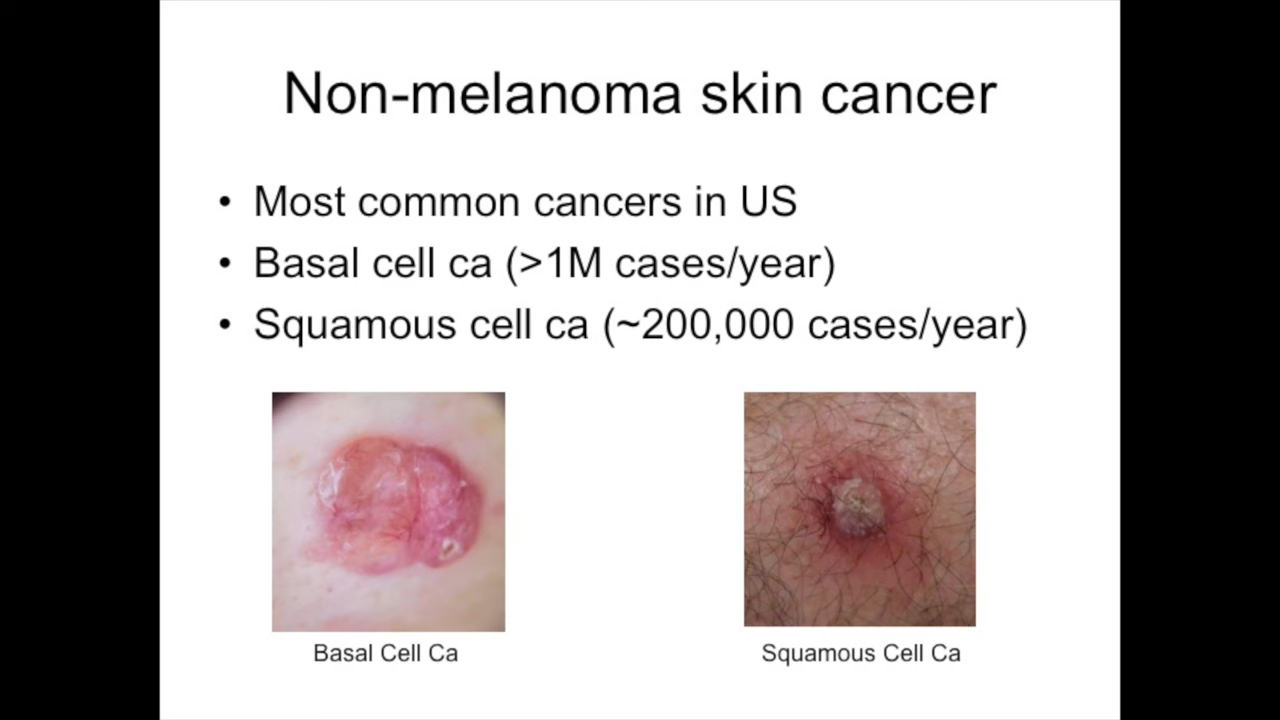 Non-melanoma skin cancer
• Most common cancers in US
• Basal cell ca (>1M cases/year)
• Squamous cell ca (~200,000 cases/year)
Basal Cell Ca
Squamous Cell Ca